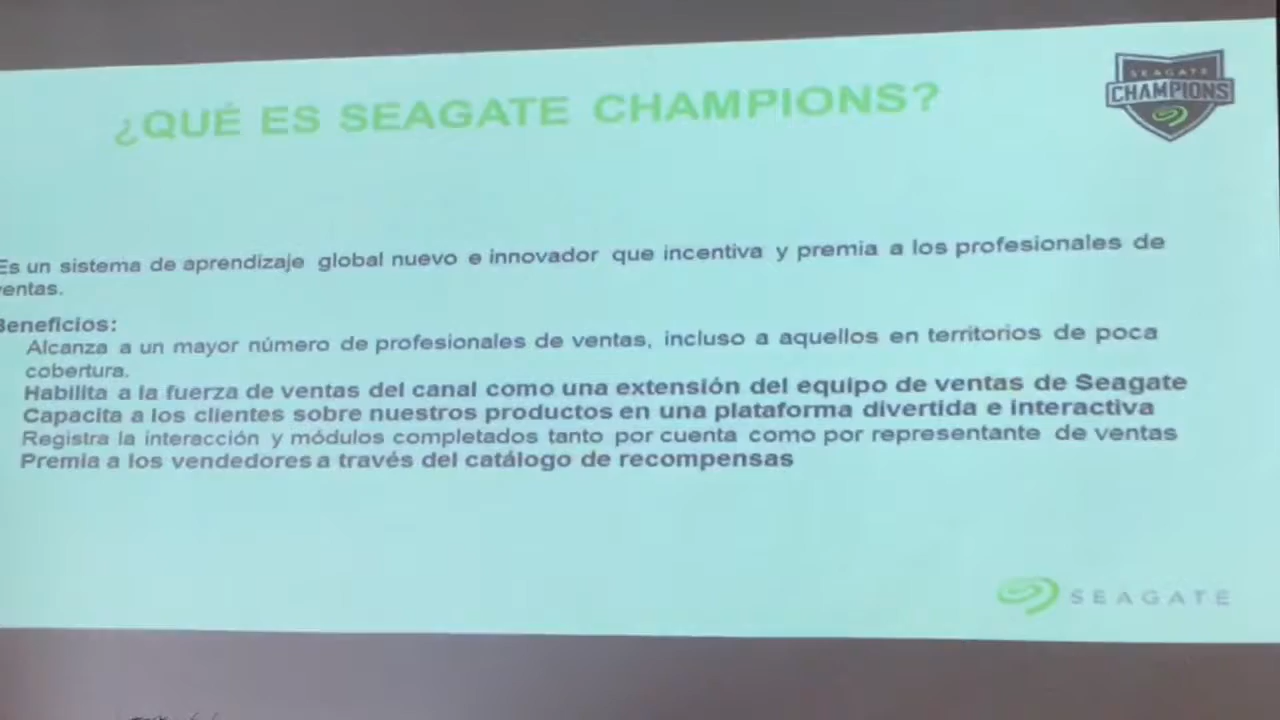 ¿QUÉ ES SEAGATE CHAMPIONS?
SEAGATE
CHAMPIONS
Es un sistema de aprendizaje global nuevo e innovador que incentiva y premia a los profesionales de
ventas.
Beneficios:
Alcanza a un mayor número de profesionales de ventas, incluso a aquellos en territorios de poca
cobertura.
Habilita a la fuerza de ventas del canal como una extensión del equipo de ventas de Seagate
Capacita a los clientes sobre nuestros productos en una plataforma divertida e interactiva
Registra la interacción y módulos completados tanto por cuenta como por representante de ventas
Premia a los vendedores a través del catálogo de recompensas
SEAGATE